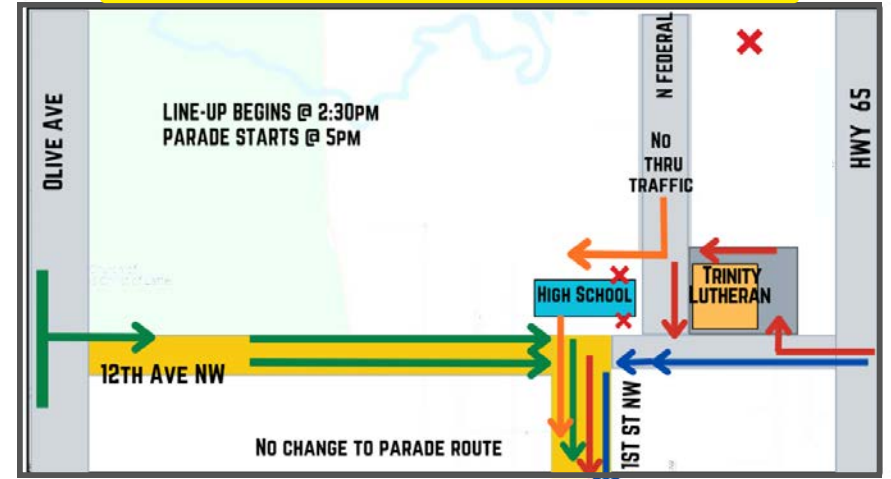 OLIVE AVE
LINE-UP BEGINS @ 2:30PM
PARADE STARTS @ 5PM
N FEDERAL
NO
THRU
TRAFFIC
HWY 65
HIGH SCHOOL
TRINITY
LUTHERAN
12TH AVE NW
1ST ST NW
NO CHANGE TO PARADE ROUTE